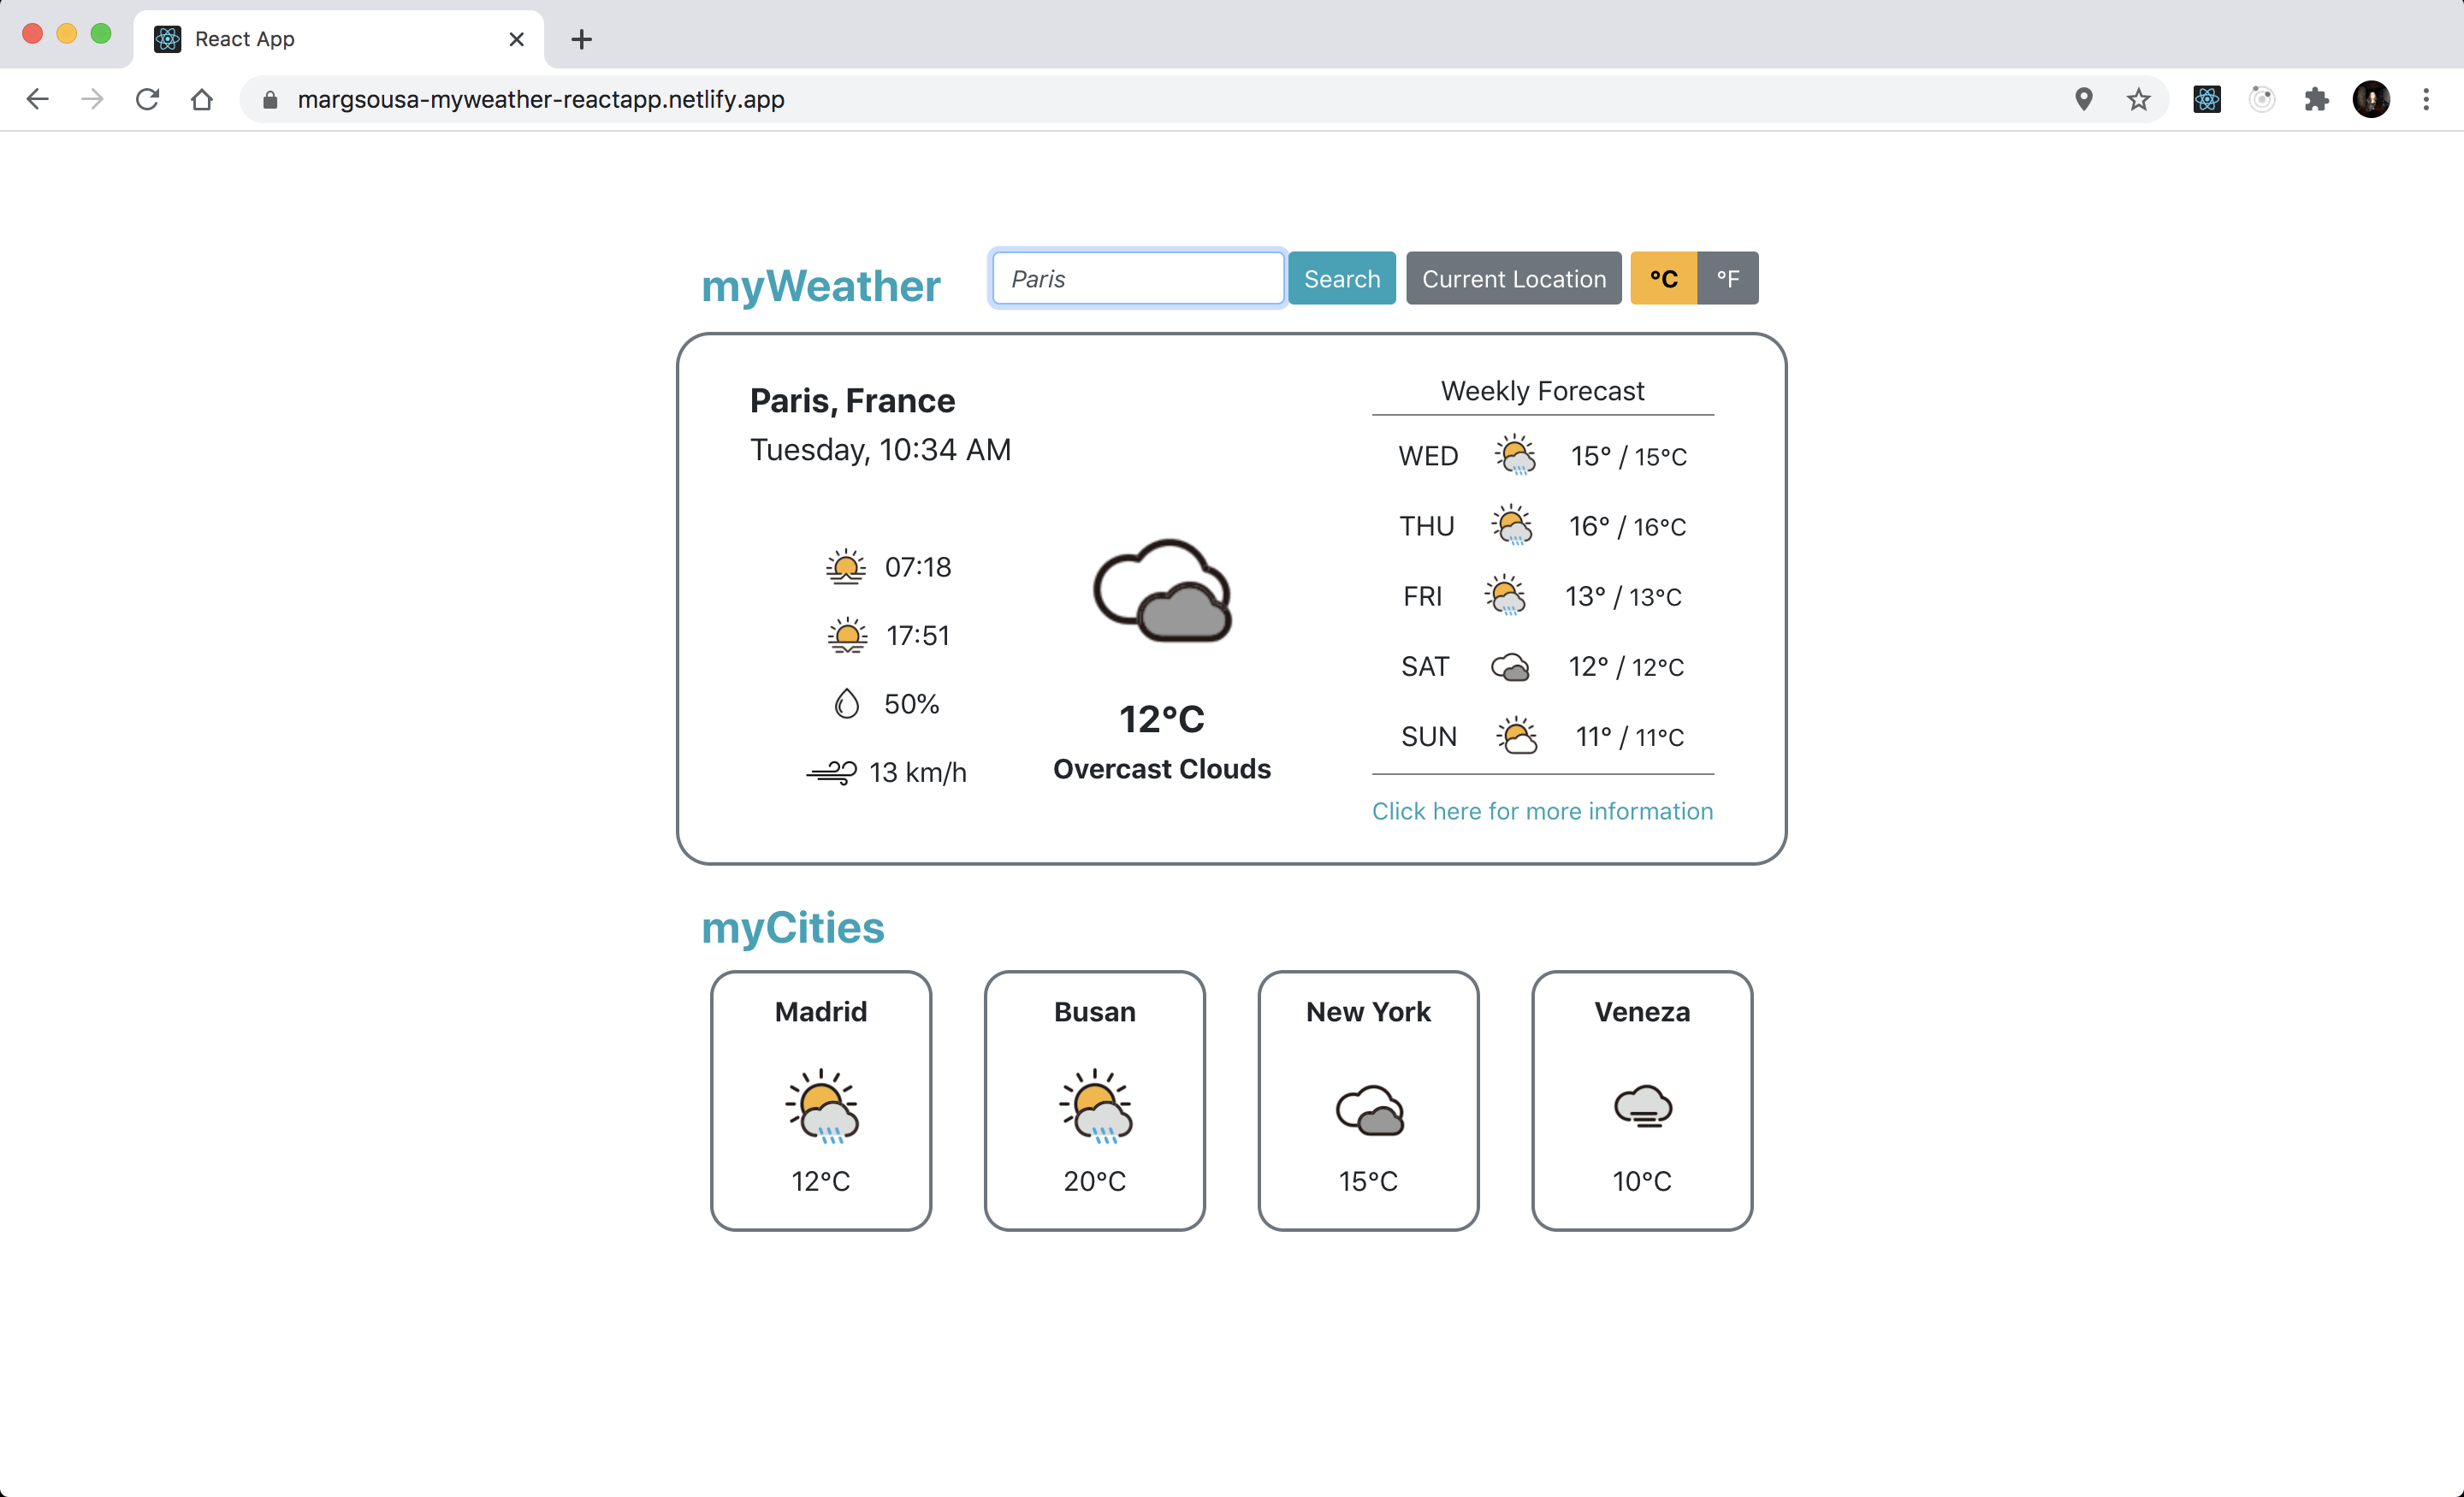 React App
margsousa-myweather-reactapp.netlify.app
myWeather
Paris
Search
Current Location
°C
°F
Paris, France
Tuesday, 10:34 AM
07:18
17:51
50%
13 km/h
12°C
Overcast Clouds
Weekly Forecast
WED 15° / 15°C
THU 16° / 16°C
FRI 13° / 13°C
SAT 12° / 12°C
SUN 11° / 11°C
Click here for more information
myCities
Madrid
12°C
Busan
20°C
New York
15°C
Veneza
10°C